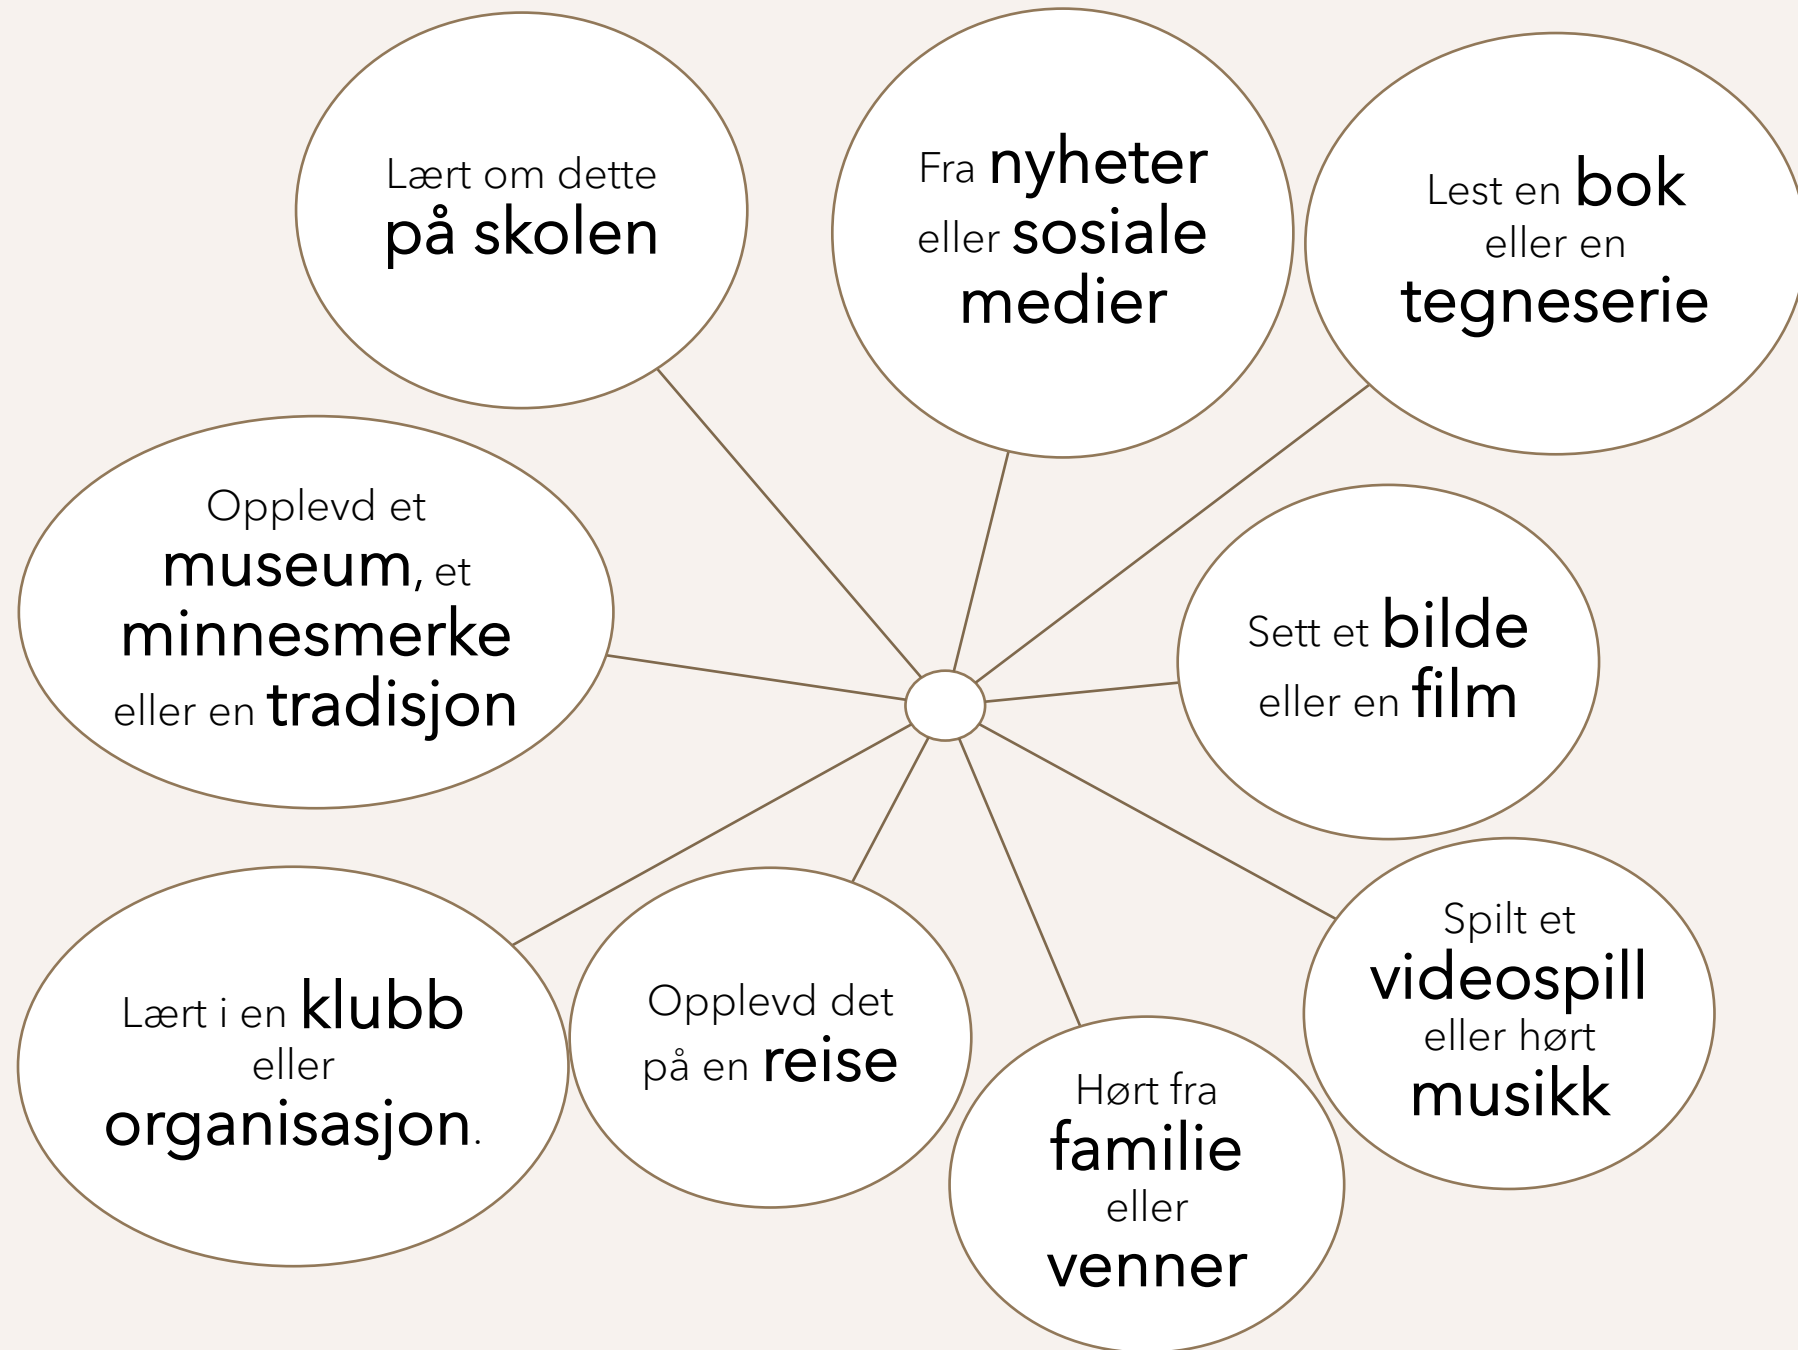 Lært om dette
på skolen
Fra nyheter
eller sosiale
medier
Lest en bok
eller en
tegneserie
Opplevd et
museum, et
minnesmerke
eller en tradisjon
Sett et bilde
eller en film
Lært i en klubb
eller
organisasjon.
Opplevd det
på en reise
Hørt fra
familie
eller
venner
Spilt et
videospill
eller hørt
musikk